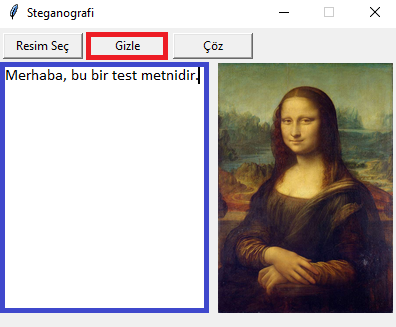 Steganografi
Resim Seç Gizle Çöz
Merhaba, bu bir test metnidir.